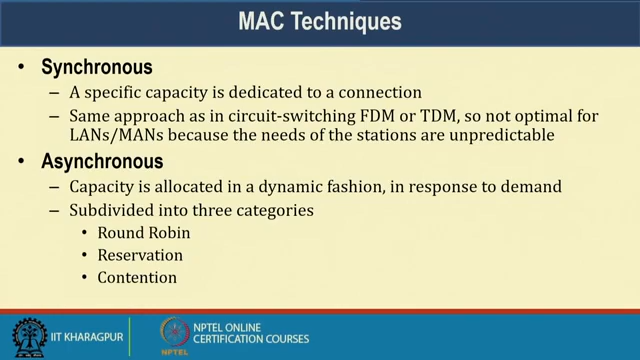 MAC Techniques
• Synchronous
– A specific capacity is dedicated to a connection
– Same approach as in circuit-switching FDM or TDM, so not optimal for
LANs/MANs because the needs of the stations are unpredictable
• Asynchronous
– Capacity is allocated in a dynamic fashion, in response to demand
– Subdivided into three categories
• Round Robin
• Reservation
• Contention
IIT KHARAGPUR
NPTEL
NPTEL ONLINE
CERTIFICATION COURSES